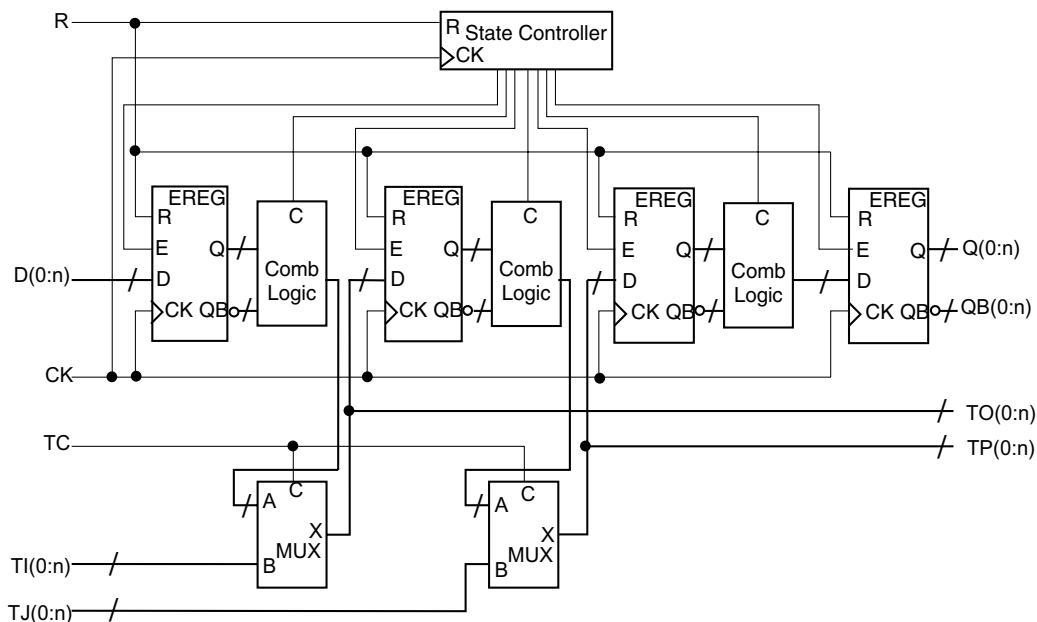 R
R State Controller
CK
EREG
R
E
Q
D
CK QB
C
Comb
Logic
EREG
R
E
Q
D
CK QB
C
Comb
Logic
EREG
R
E
Q
D
CK QB
C
Comb
Logic
EREG
R
E
Q
D
CK QB
D(0:n)
Q(0:n)
QB(0:n)
CK
TO(0:n)
TC
TP(0:n)
C
A
X
MUX
B
C
A
X
MUX
B
TI(0:n)
TJ(0:n)